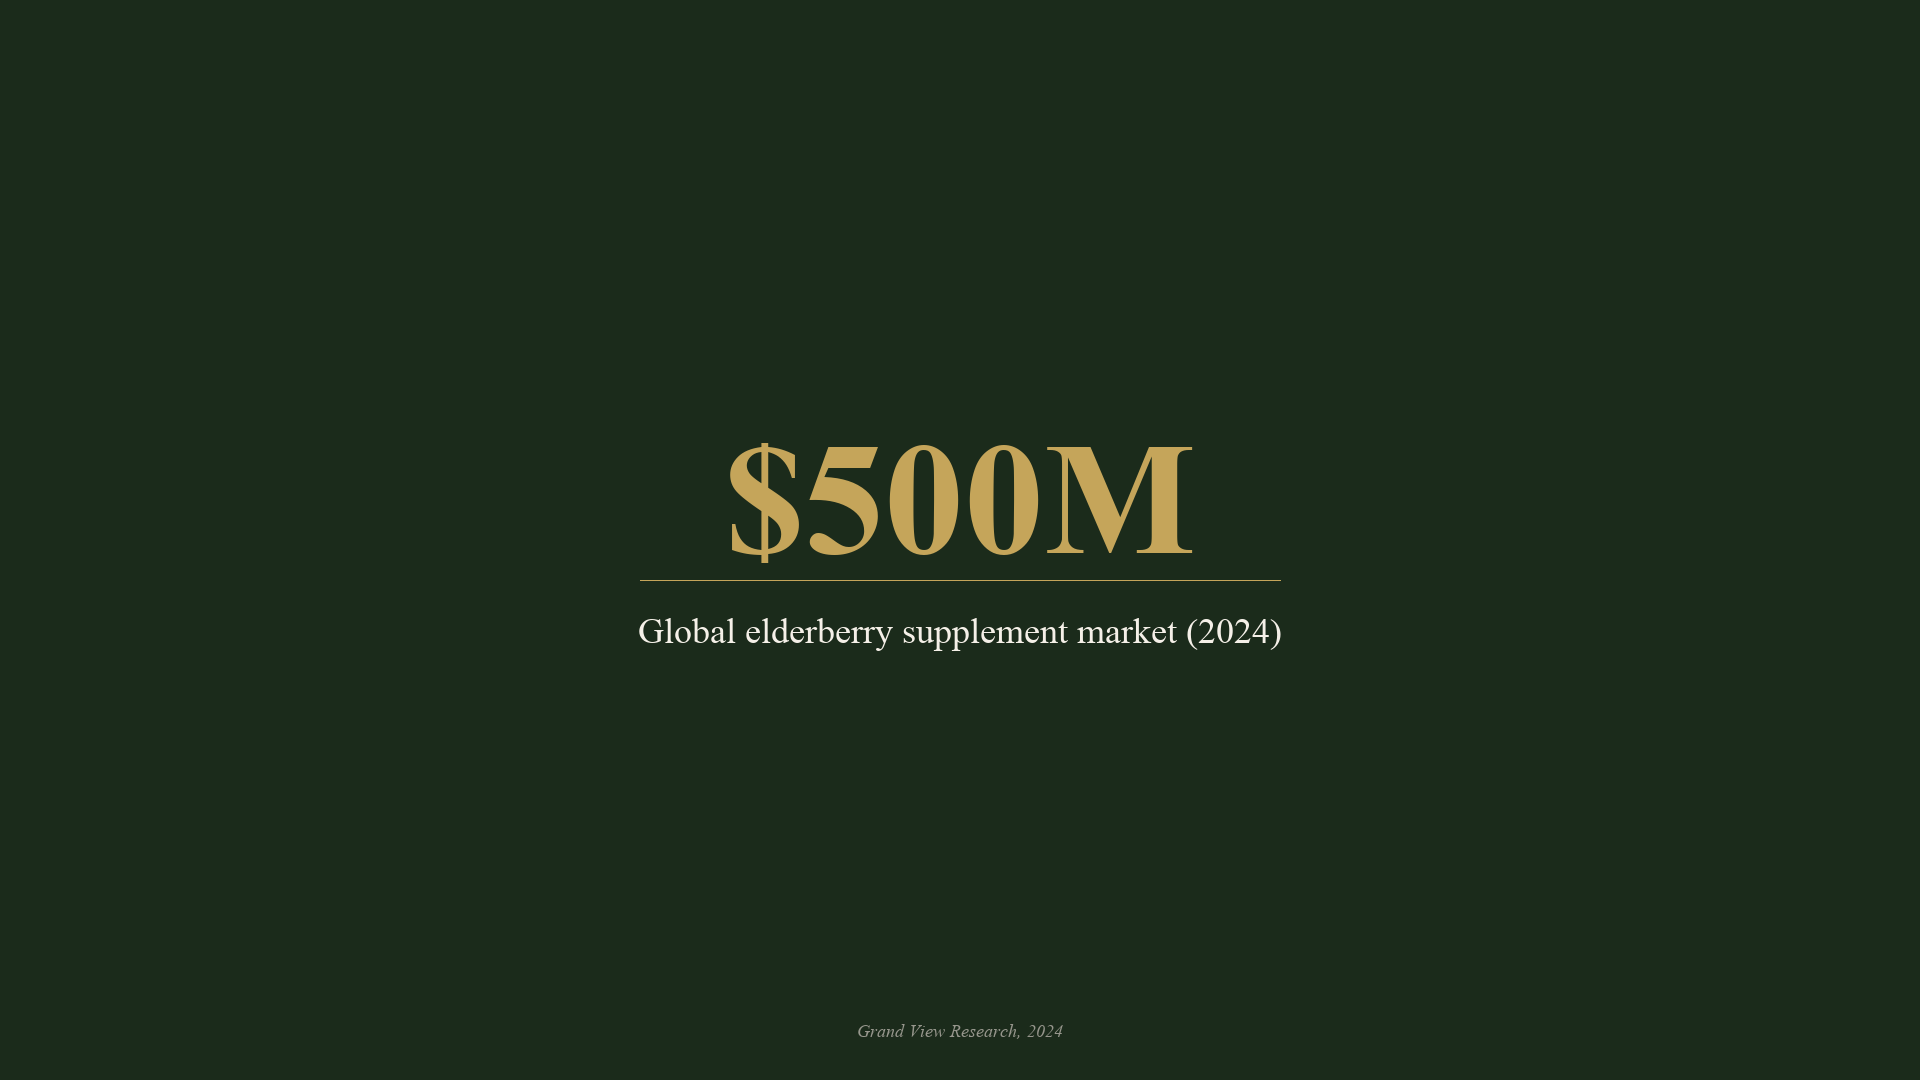 $500M
Global elderberry supplement market (2024)
Grand View Research, 2024